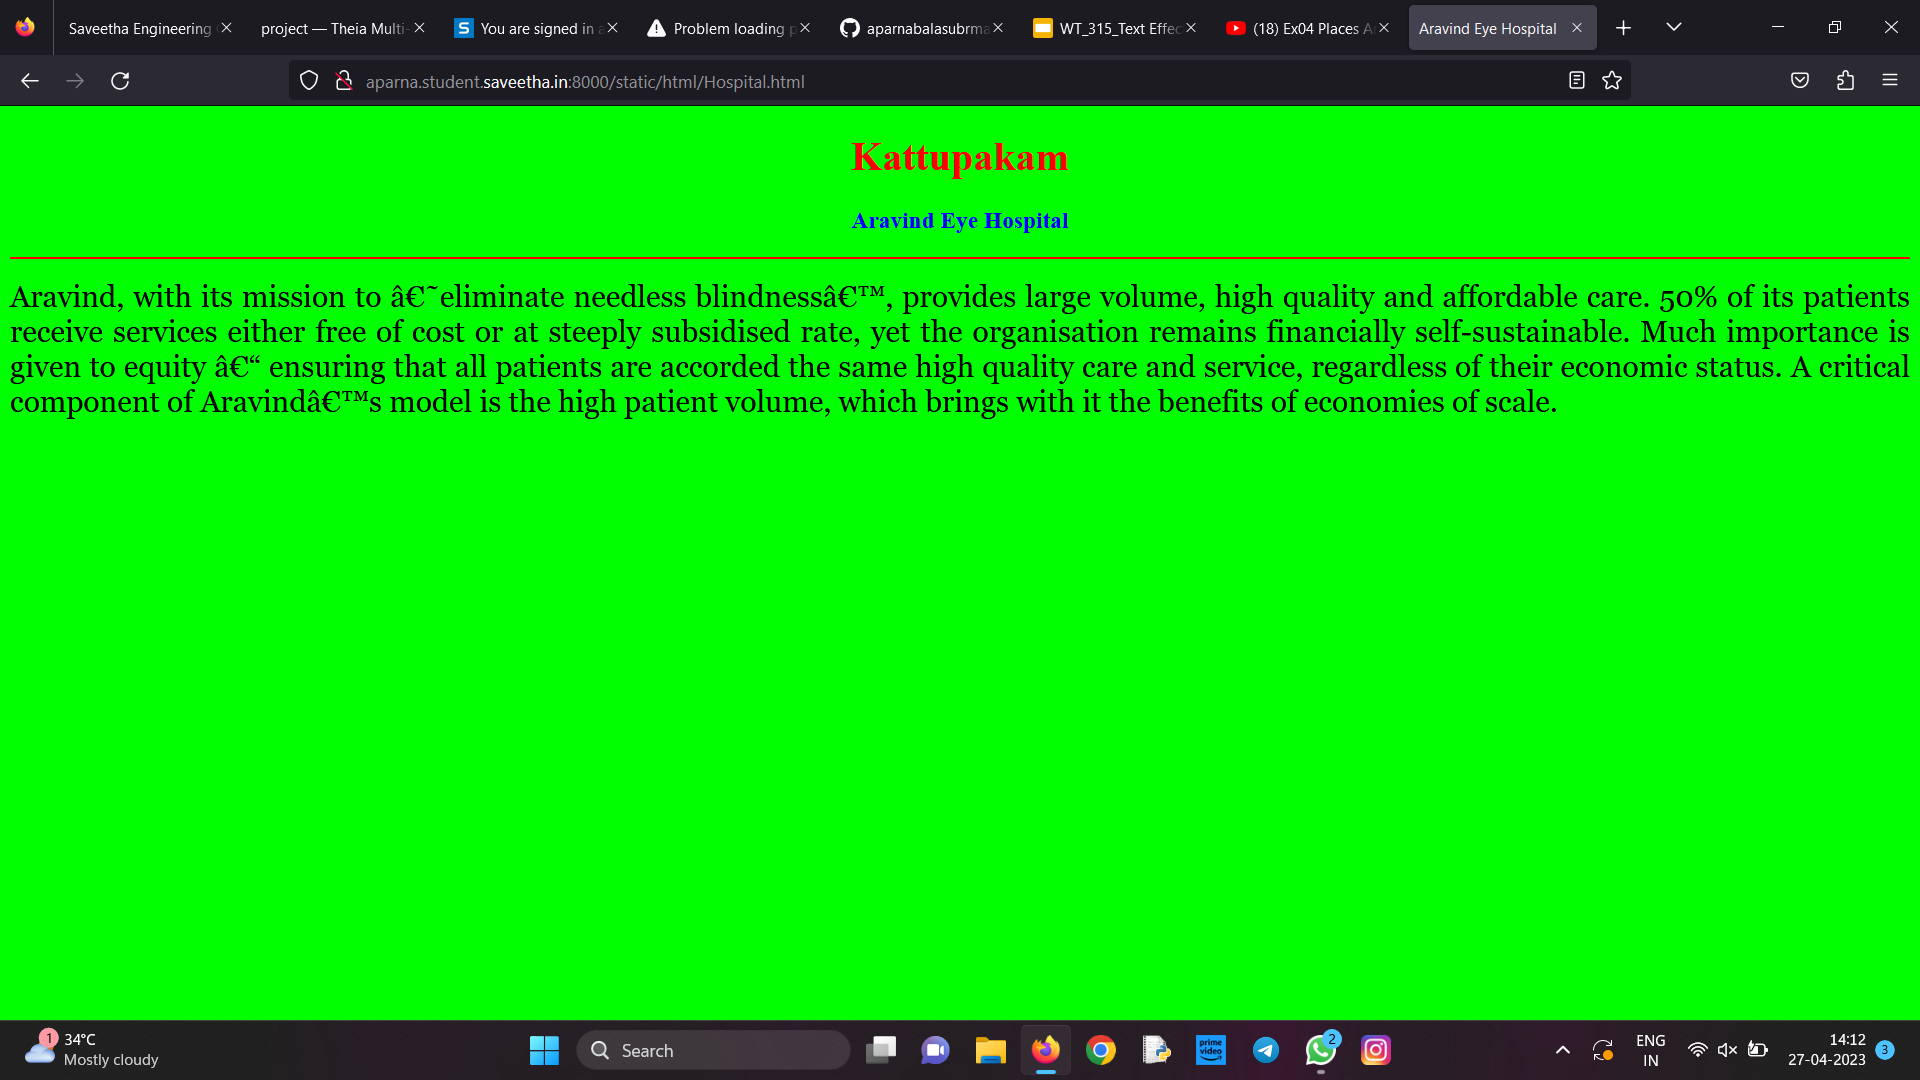 Saveetha Engineering
project — Theia Multi-
You are signed in a
Problem loading p
aparnabalasubrma
WT_315_Text Effec
(18) Ex04 Places A
Aravind Eye Hospital
aparna.student.saveetha.in:8000/static/html/Hospital.html
Kattupakam
Aravind Eye Hospital
Aravind, with its mission to â€˜eliminate needless blindnessâ€™, provides large volume, high quality and affordable care. 50% of its patients
receive services either free of cost or at steeply subsidised rate, yet the organisation remains financially self-sustainable. Much importance is
given to equity â€“ ensuring that all patients are accorded the same high quality care and service, regardless of their economic status. A critical
component of Aravindâ€™s model is the high patient volume, which brings with it the benefits of economies of scale.
1
34°C
Mostly cloudy
Search
prime video
2
ENG
IN
14:12
27-04-2023
3